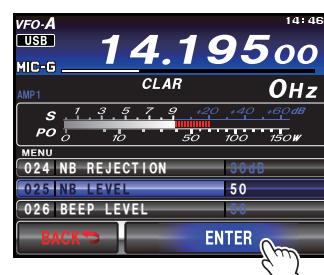 VFO-A 14:46
USB 14.19500
MIC-G
CLAR 0Hz
AMP1
S 1 3 5 7 9 +20 +40 +60dB
PO 0 10 50 100 150W
MENU
024 NB REJECTION 30dB
025 NB LEVEL 50
026 BEEP LEVEL 50
BACK ENTER